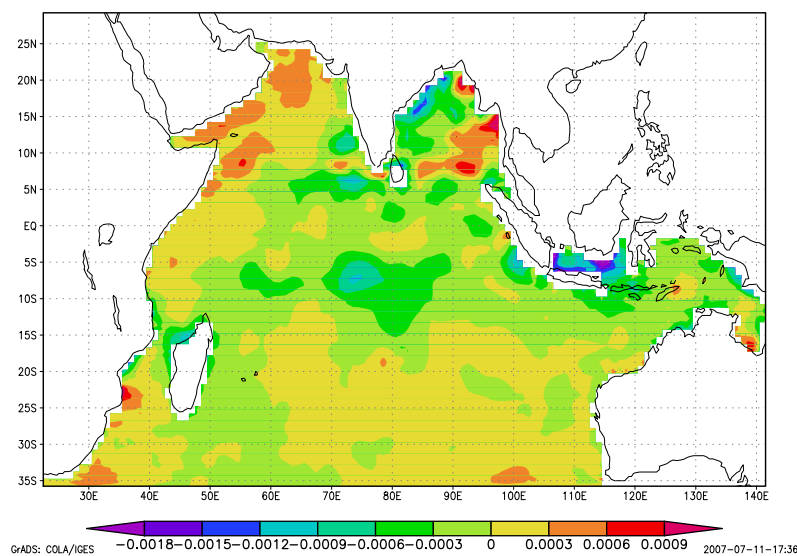 25N
20N
15N
10N
5N
EQ
5S
10S
15S
20S
25S
30S
35S
30E 40E 50E 60E 70E 80E 90E 100E 110E 120E 130E 140E
−0.0018 −0.0015 −0.0012 −0.0009 −0.0006 −0.0003 0 0.0003 0.0006 0.0009
GrADS: COLA/IGES 2007-07-11-17:36